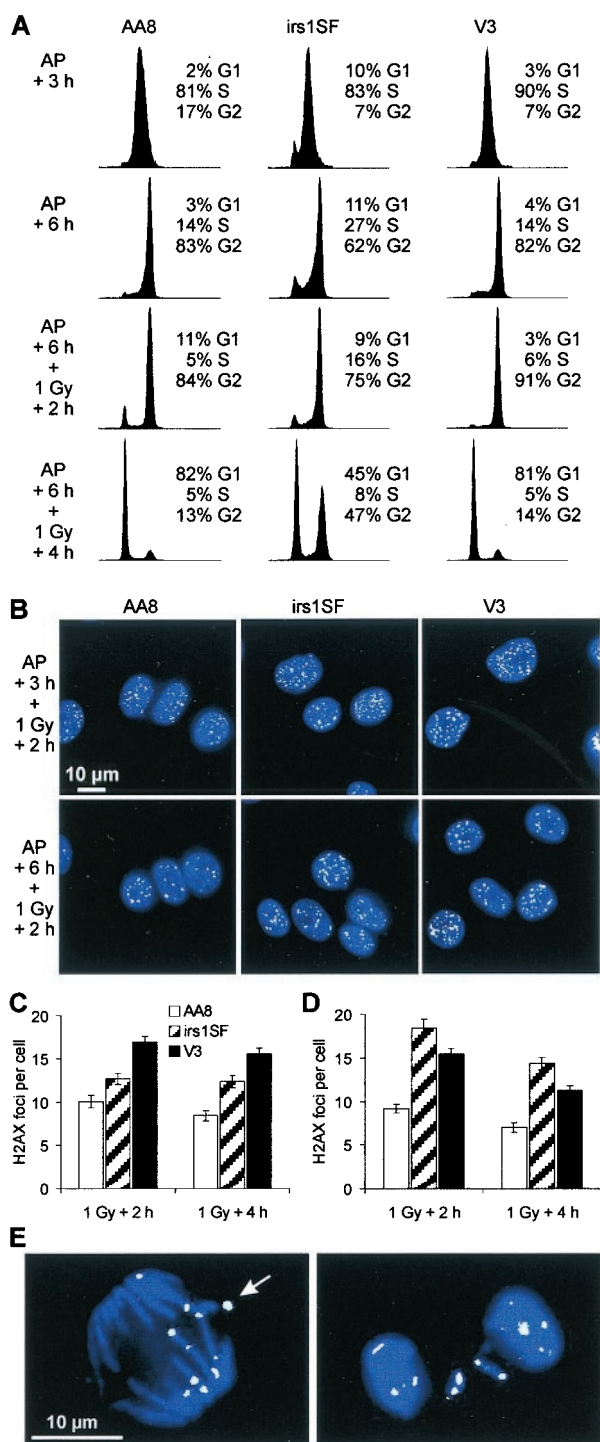 A
AA8 irs1SF V3
AP
+ 3 h
2% G1
81% S
17% G2
10% G1
83% S
7% G2
3% G1
90% S
7% G2
AP
+ 6h
3% G1
14% S
83% G2
11% G1
27% S
62% G2
4% G1
14% S
82% G2
AP
+ 6 h
+
1 Gy
+ 2 h
11% G1
5% S
84% G2
9% G1
16% S
75% G2
3% G1
6% S
91% G2
AP
+ 6 h
+
1 Gy
+ 4 h
82% G1
5% S
13% G2
45% G1
8% S
47% G2
81% G1
5% S
14% G2
B
AA8 irs1SF V3
AP
+ 3 h
+
1 Gy
+ 2 h
10 µm
AP
+ 6 h
+
1 Gy
+ 2 h
C
H2AX foci per cell
20
15
10
5
0
AA8
irs1SF
V3
1 Gy + 2 h 1 Gy + 4 h
D
H2AX foci per cell
20
15
10
5
0
1 Gy + 2 h 1 Gy + 4 h
E
10 µm